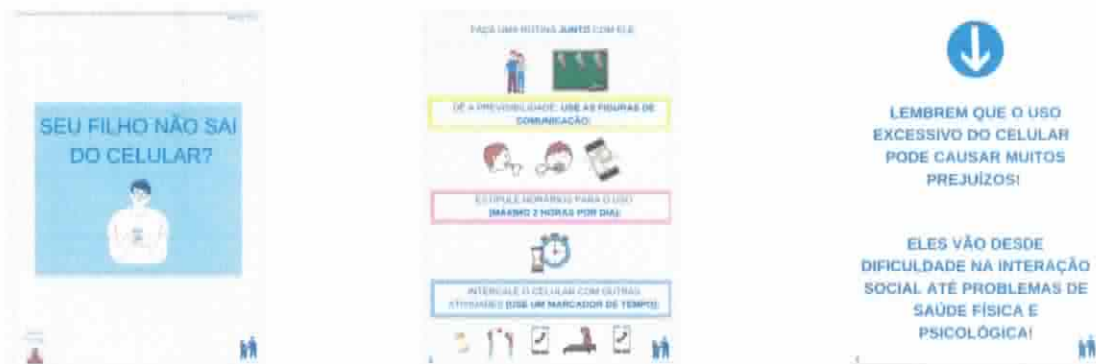 SEU FILHO NÃO SAI
DO CELULAR?
FAÇA UMA ROTINA JUNTO COM ELE
DÊ A PREVISIBILIDADE: USE AS FIGURAS DE
COMUNICAÇÃO
ESTIPULE HORÁRIOS PARA O USO
(MÁXIMO 2 HORAS POR DIA)
INTERCALE O CELULAR COM OUTRAS
ATIVIDADES (USE UM MARCADOR DE TEMPO)
LEMBREM QUE O USO
EXCESSIVO DO CELULAR
PODE CAUSAR MUITOS
PREJUÍZOS!
ELES VÃO DESDE
DIFICULDADE NA INTERAÇÃO
SOCIAL ATÉ PROBLEMAS DE
SAÚDE FÍSICA E
PSICOLÓGICA!